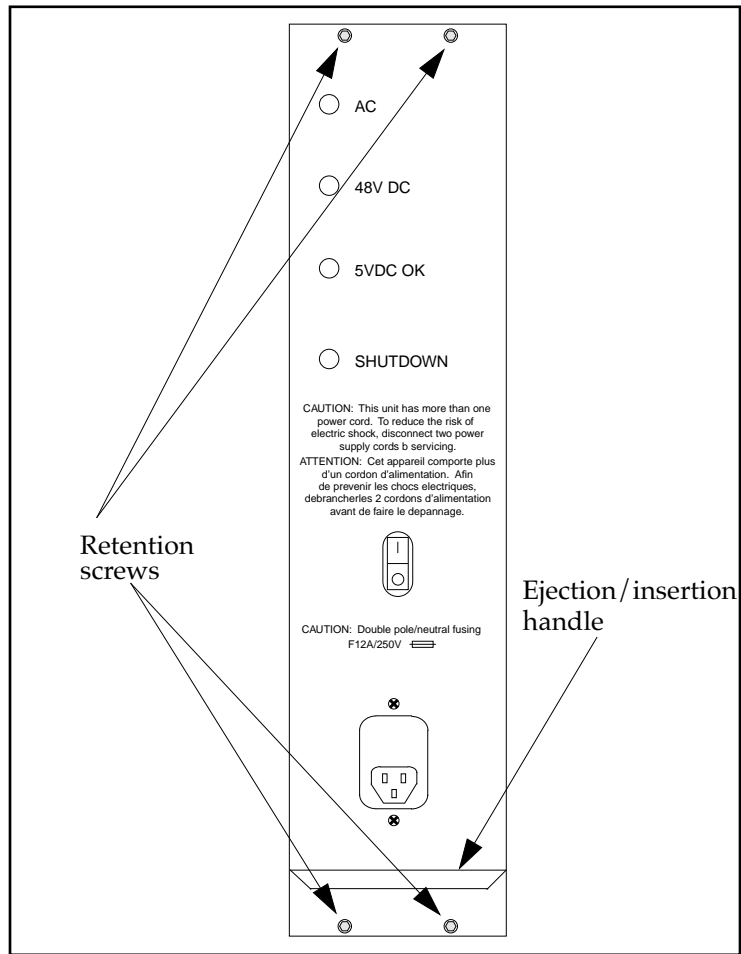 AC
48V DC
5VDC OK
SHUTDOWN
CAUTION: This unit has more than one
power cord. To reduce the risk of
electric shock, disconnect two power
supply cords b servicing.
ATTENTION: Cet appareil comporte plus
d'un cordon d'alimentation. Afin
de prevenir les chocs electriques,
debrancherles 2 cordons d'alimentation
avant de faire le depannage.
Retention
screws
Ejection/insertion
handle
CAUTION: Double pole/neutral fusing
F12A/250V